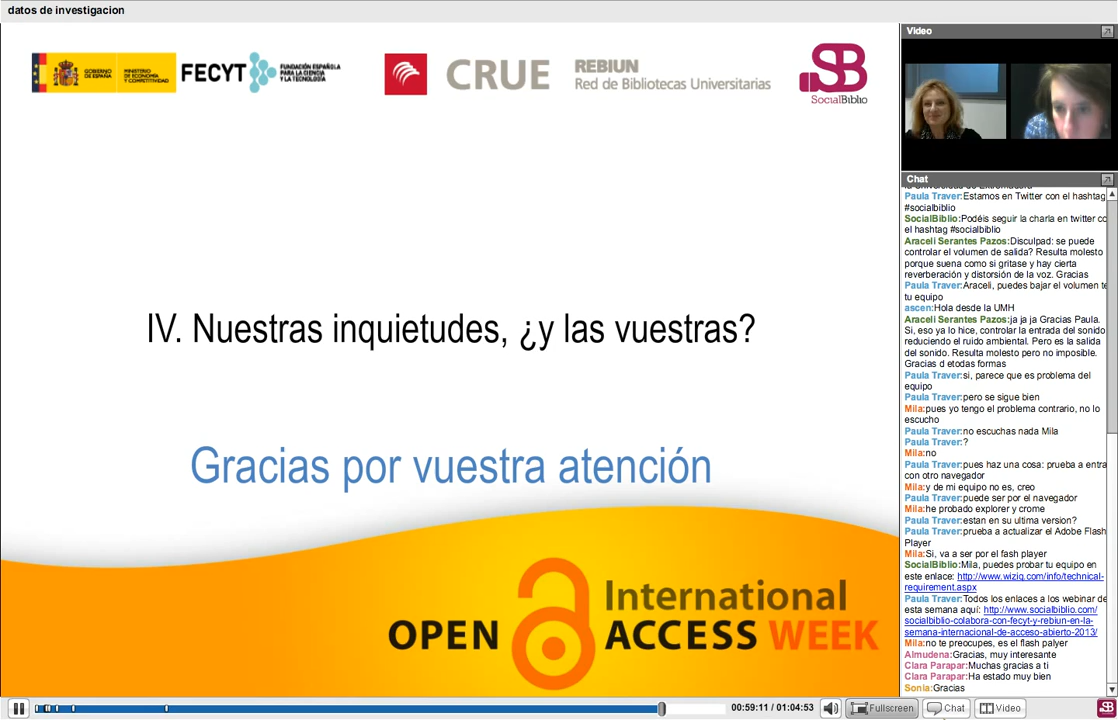 datos de investigacion
GOBIERNO DE ESPAÑA
MINISTERIO DE ECONOMÍA Y COMPETITIVIDAD
FECYT
FUNDACIÓN ESPAÑOLA
PARA LA CIENCIA
Y LA TECNOLOGÍA
CRUE
REBIUN
Red de Bibliotecas Universitarias
SB
SocialBiblio
IV. Nuestras inquietudes, ¿y las vuestras?
Gracias por vuestra atención
International
OPEN ACCESS WEEK
Video
Chat
Paula Traver:Estamos en Twitter con el hashtag
#socialbiblio
SocialBiblio:Podéis seguir la charla en twitter co
el hashtag #socialbiblio
Araceli Serantes Pazos:Disculpad: se puede
controlar el volumen de salida? Resulta molesto
porque suena como si gritase y hay cierta
reverberación y distorsión de la voz. Gracias
Paula Traver:Araceli, puedes bajar el volumen te
tu equipo
ascen:Hola desde la UMH
Araceli Serantes Pazos:ja ja ja Gracias Paula.
Si, eso ya lo hice, controlar la entrada del sonido
reduciendo el ruido ambiental. Pero es la salida
del sonido. Resulta molesto pero no imposible.
Gracias d etodas formas
Paula Traver:si, parece que es problema del
equipo
Paula Traver:pero se sigue bien
Mila:pues yo tengo el problema contrario, no lo
escucho
Paula Traver:no escuchas nada Mila
Paula Traver:?
Mila:no
Paula Traver:pues haz una cosa: prueba a entra
con otro navegador
Mila:y de mi equipo no es, creo
Paula Traver:puede ser por el navegador
Mila:he probado explorer y crome
Paula Traver:estan en su ultima version?
Paula Traver:prueba a actualizar el Adobe Flash
Player
Mila:Si, va a ser por el fash player
SocialBiblio:Mila, puedes probar tu equipo en
este enlace: http://www.wiziq.com/info/technical-
requirement.aspx
Paula Traver:Todos los enlaces a los webinar de
esta semana aquí: http://www.socialbiblio.com/
socialbiblio-colabora-con-fecyt-y-rebiun-en-la-
semana-internacional-de-acceso-abierto-2013/
Mila:no te preocupes, es el flash palyer
Almudena:Gracias, muy interesante
Clara Parapar:Muchas gracias a ti
Clara Parapar:Ha estado muy bien
Sonia:Gracias
00:59:11 / 01:04:53
Fullscreen
Chat
Video
SB